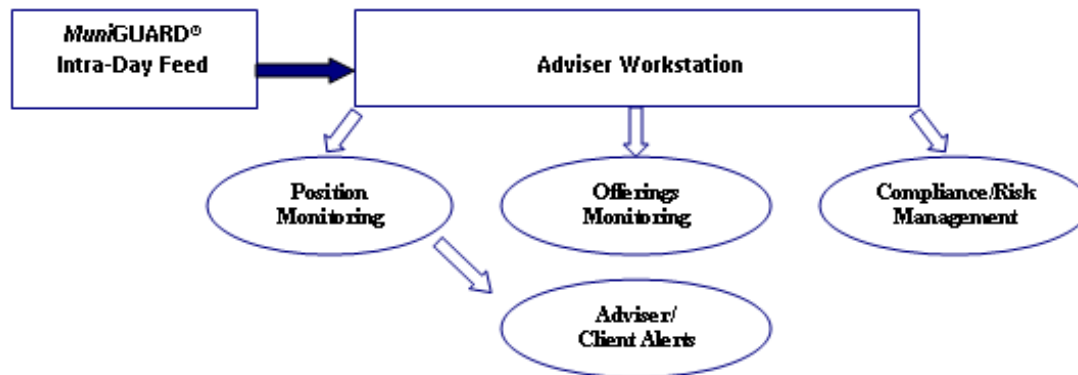 MuniGUARD®
Intra-Day Feed
Adviser Workstation
Position
Monitoring
Offerings
Monitoring
Compliance/Risk
Management
Adviser/
Client Alerts